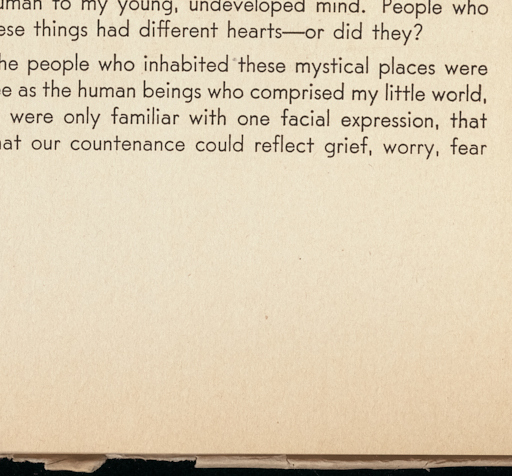 uman to my young, undeveloped mind. People who
ese things had different hearts—or did they?
he people who inhabited these mystical places were
e as the human beings who comprised my little world,
were only familiar with one facial expression, that
at our countenance could reflect grief, worry, fear